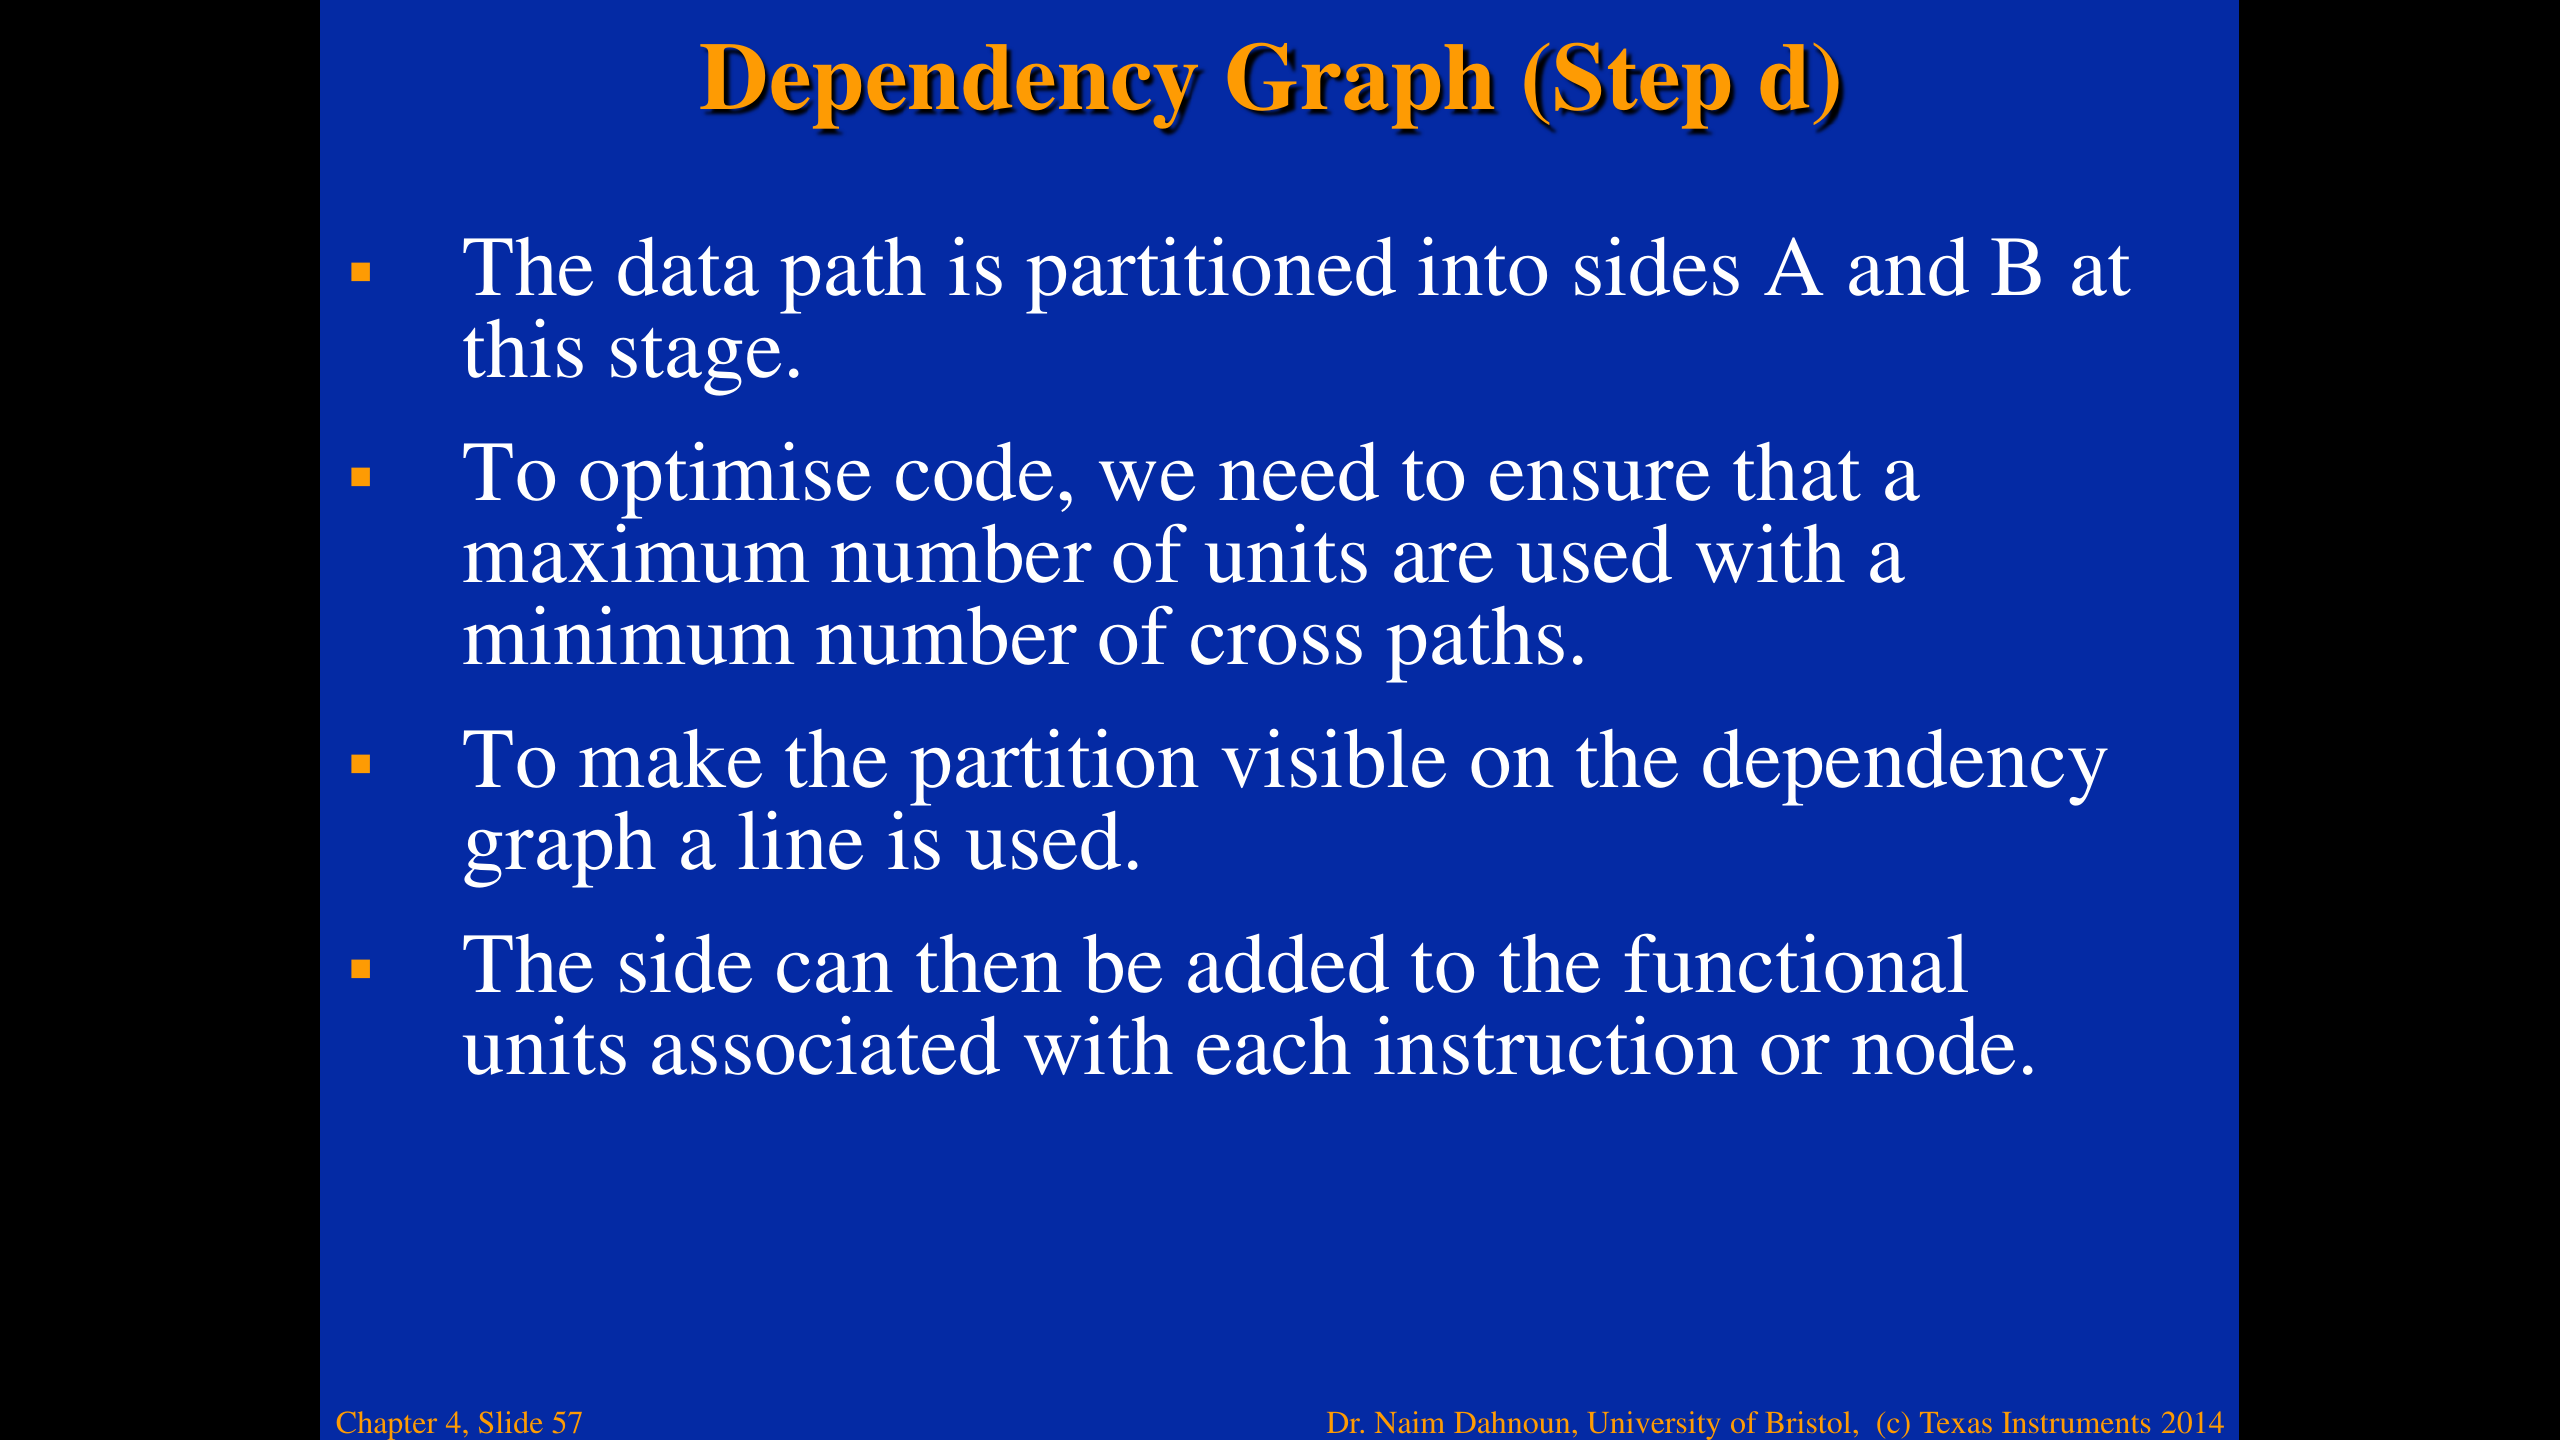 Dependency Graph (Step d)
▪ The data path is partitioned into sides A and B at
this stage.
▪ To optimise code, we need to ensure that a
maximum number of units are used with a
minimum number of cross paths.
▪ To make the partition visible on the dependency
graph a line is used.
▪ The side can then be added to the functional
units associated with each instruction or node.
Chapter 4, Slide 57
Dr. Naim Dahnoun, University of Bristol, (c) Texas Instruments 2014